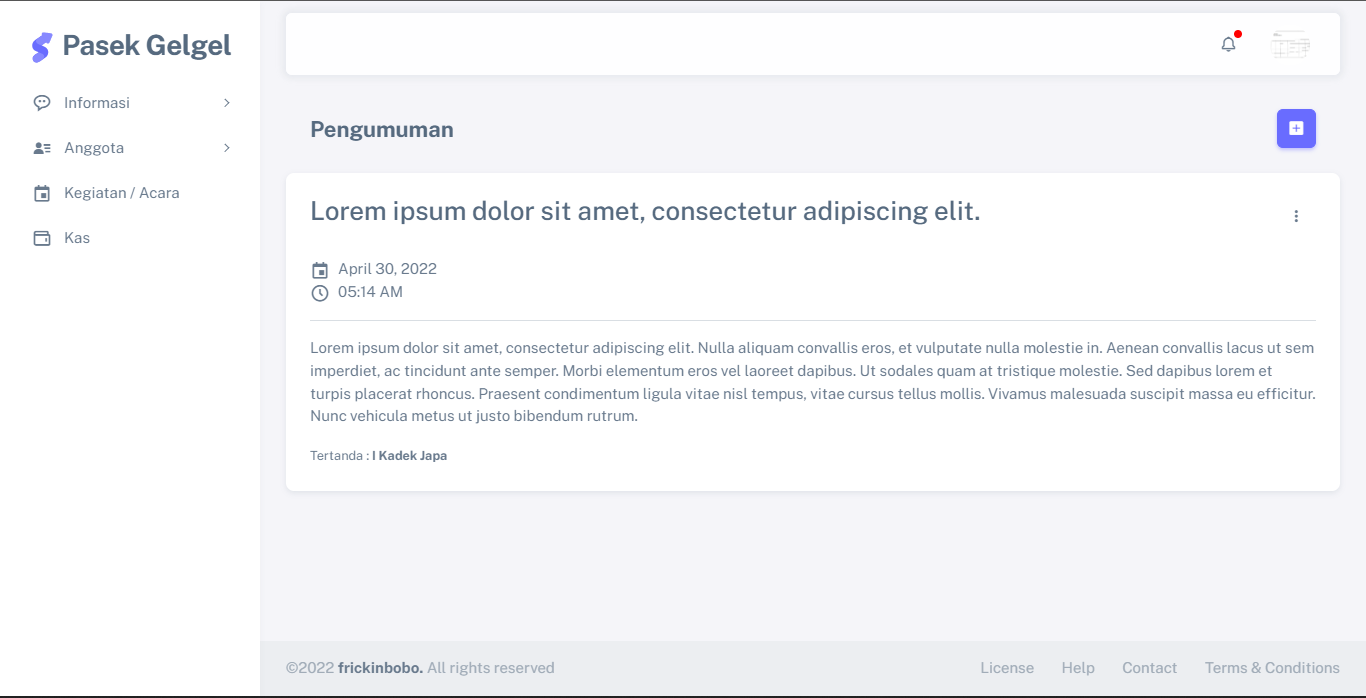 Pasek Gelgel
Informasi
Anggota
Kegiatan / Acara
Kas
Pengumuman
Lorem ipsum dolor sit amet, consectetur adipiscing elit.
April 30, 2022
05:14 AM
Lorem ipsum dolor sit amet, consectetur adipiscing elit. Nulla aliquam convallis eros, et vulputate nulla molestie in. Aenean convallis lacus ut sem
imperdiet, ac tincidunt ante semper. Morbi elementum eros vel laoreet dapibus. Ut sodales quam at tristique molestie. Sed dapibus lorem et
turpis placerat rhoncus. Praesent condimentum ligula vitae nisl tempus, vitae cursus tellus mollis. Vivamus malesuada suscipit massa eu efficitur.
Nunc vehicula metus ut justo bibendum rutrum.
Tertanda : I Kadek Japa
©2022 frickinbobo. All rights reserved
License Help Contact Terms & Conditions